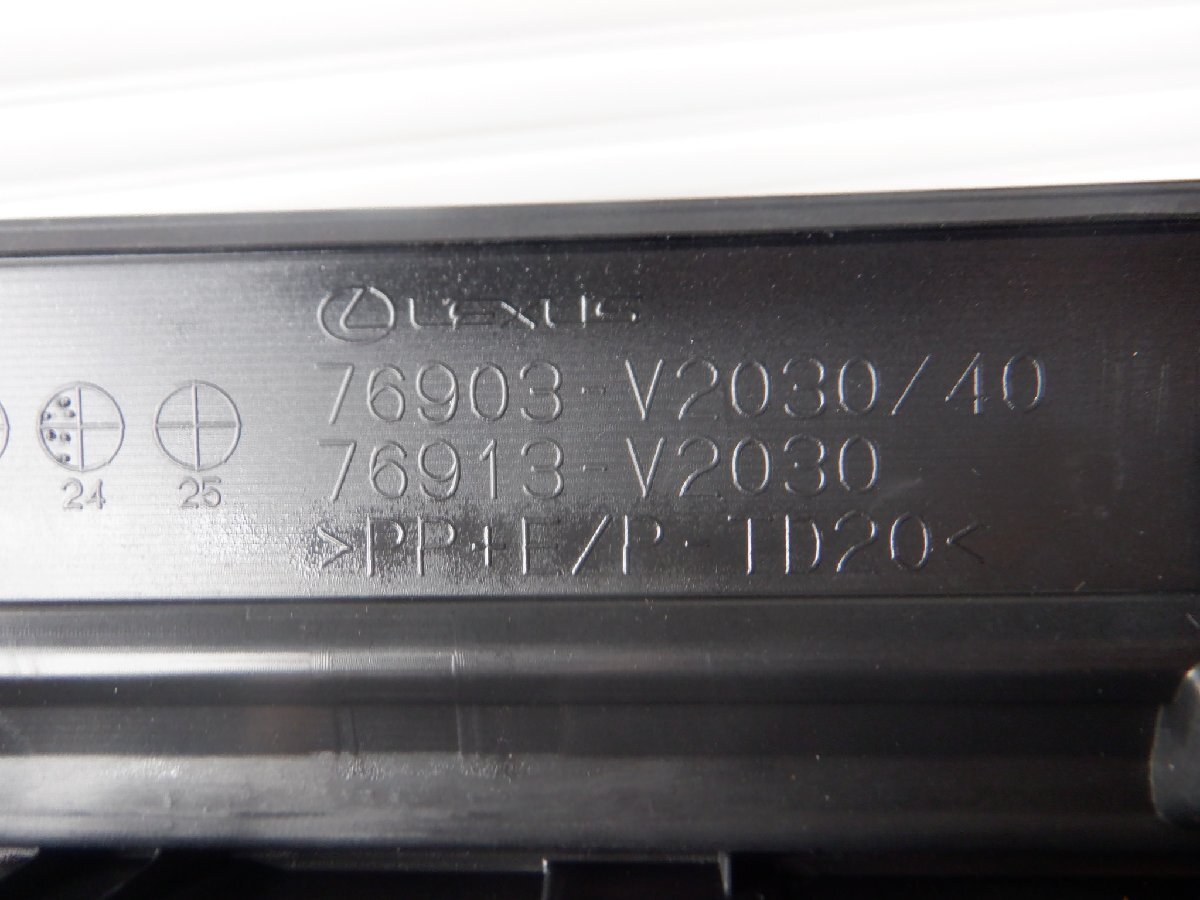 LEXUS
76903-V2030/40
76913-V2030
>PP+E/P-TD20<
24 25